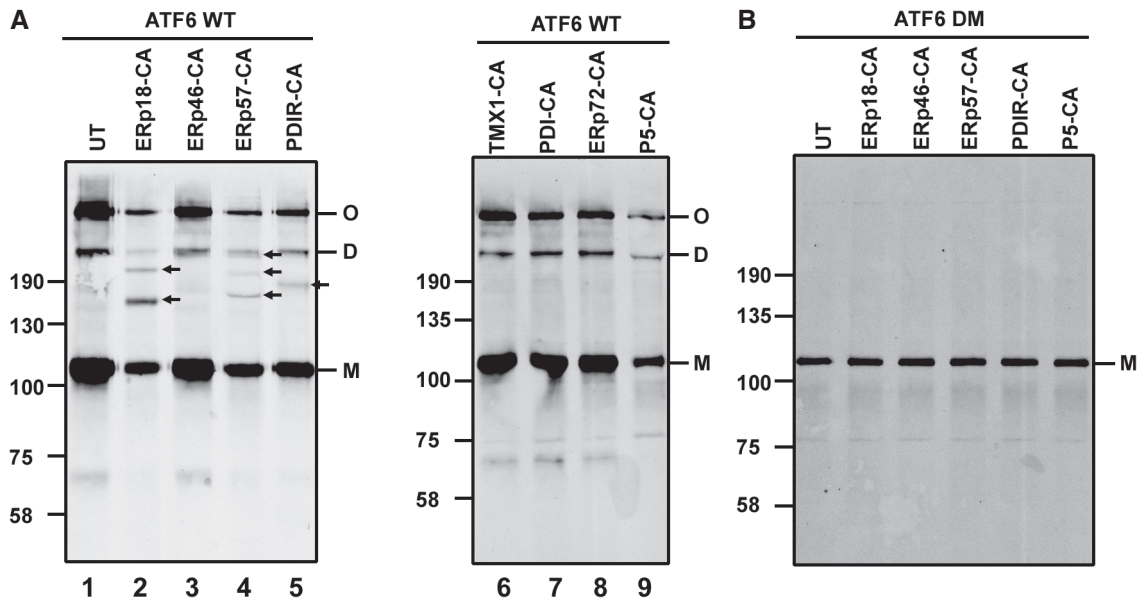 A
ATF6 WT
UT
ERp18-CA
ERp46-CA
ERp57-CA
PDIR-CA
O
D
190
130
M
100
75
58
1 2 3 4 5
ATF6 WT
TMX1-CA
PDI-CA
ERp72-CA
P5-CA
O
D
190
135
M
100
75
58
6 7 8 9
B
ATF6 DM
UT
ERp18-CA
ERp46-CA
ERp57-CA
PDIR-CA
P5-CA
190
135
M
100
75
58